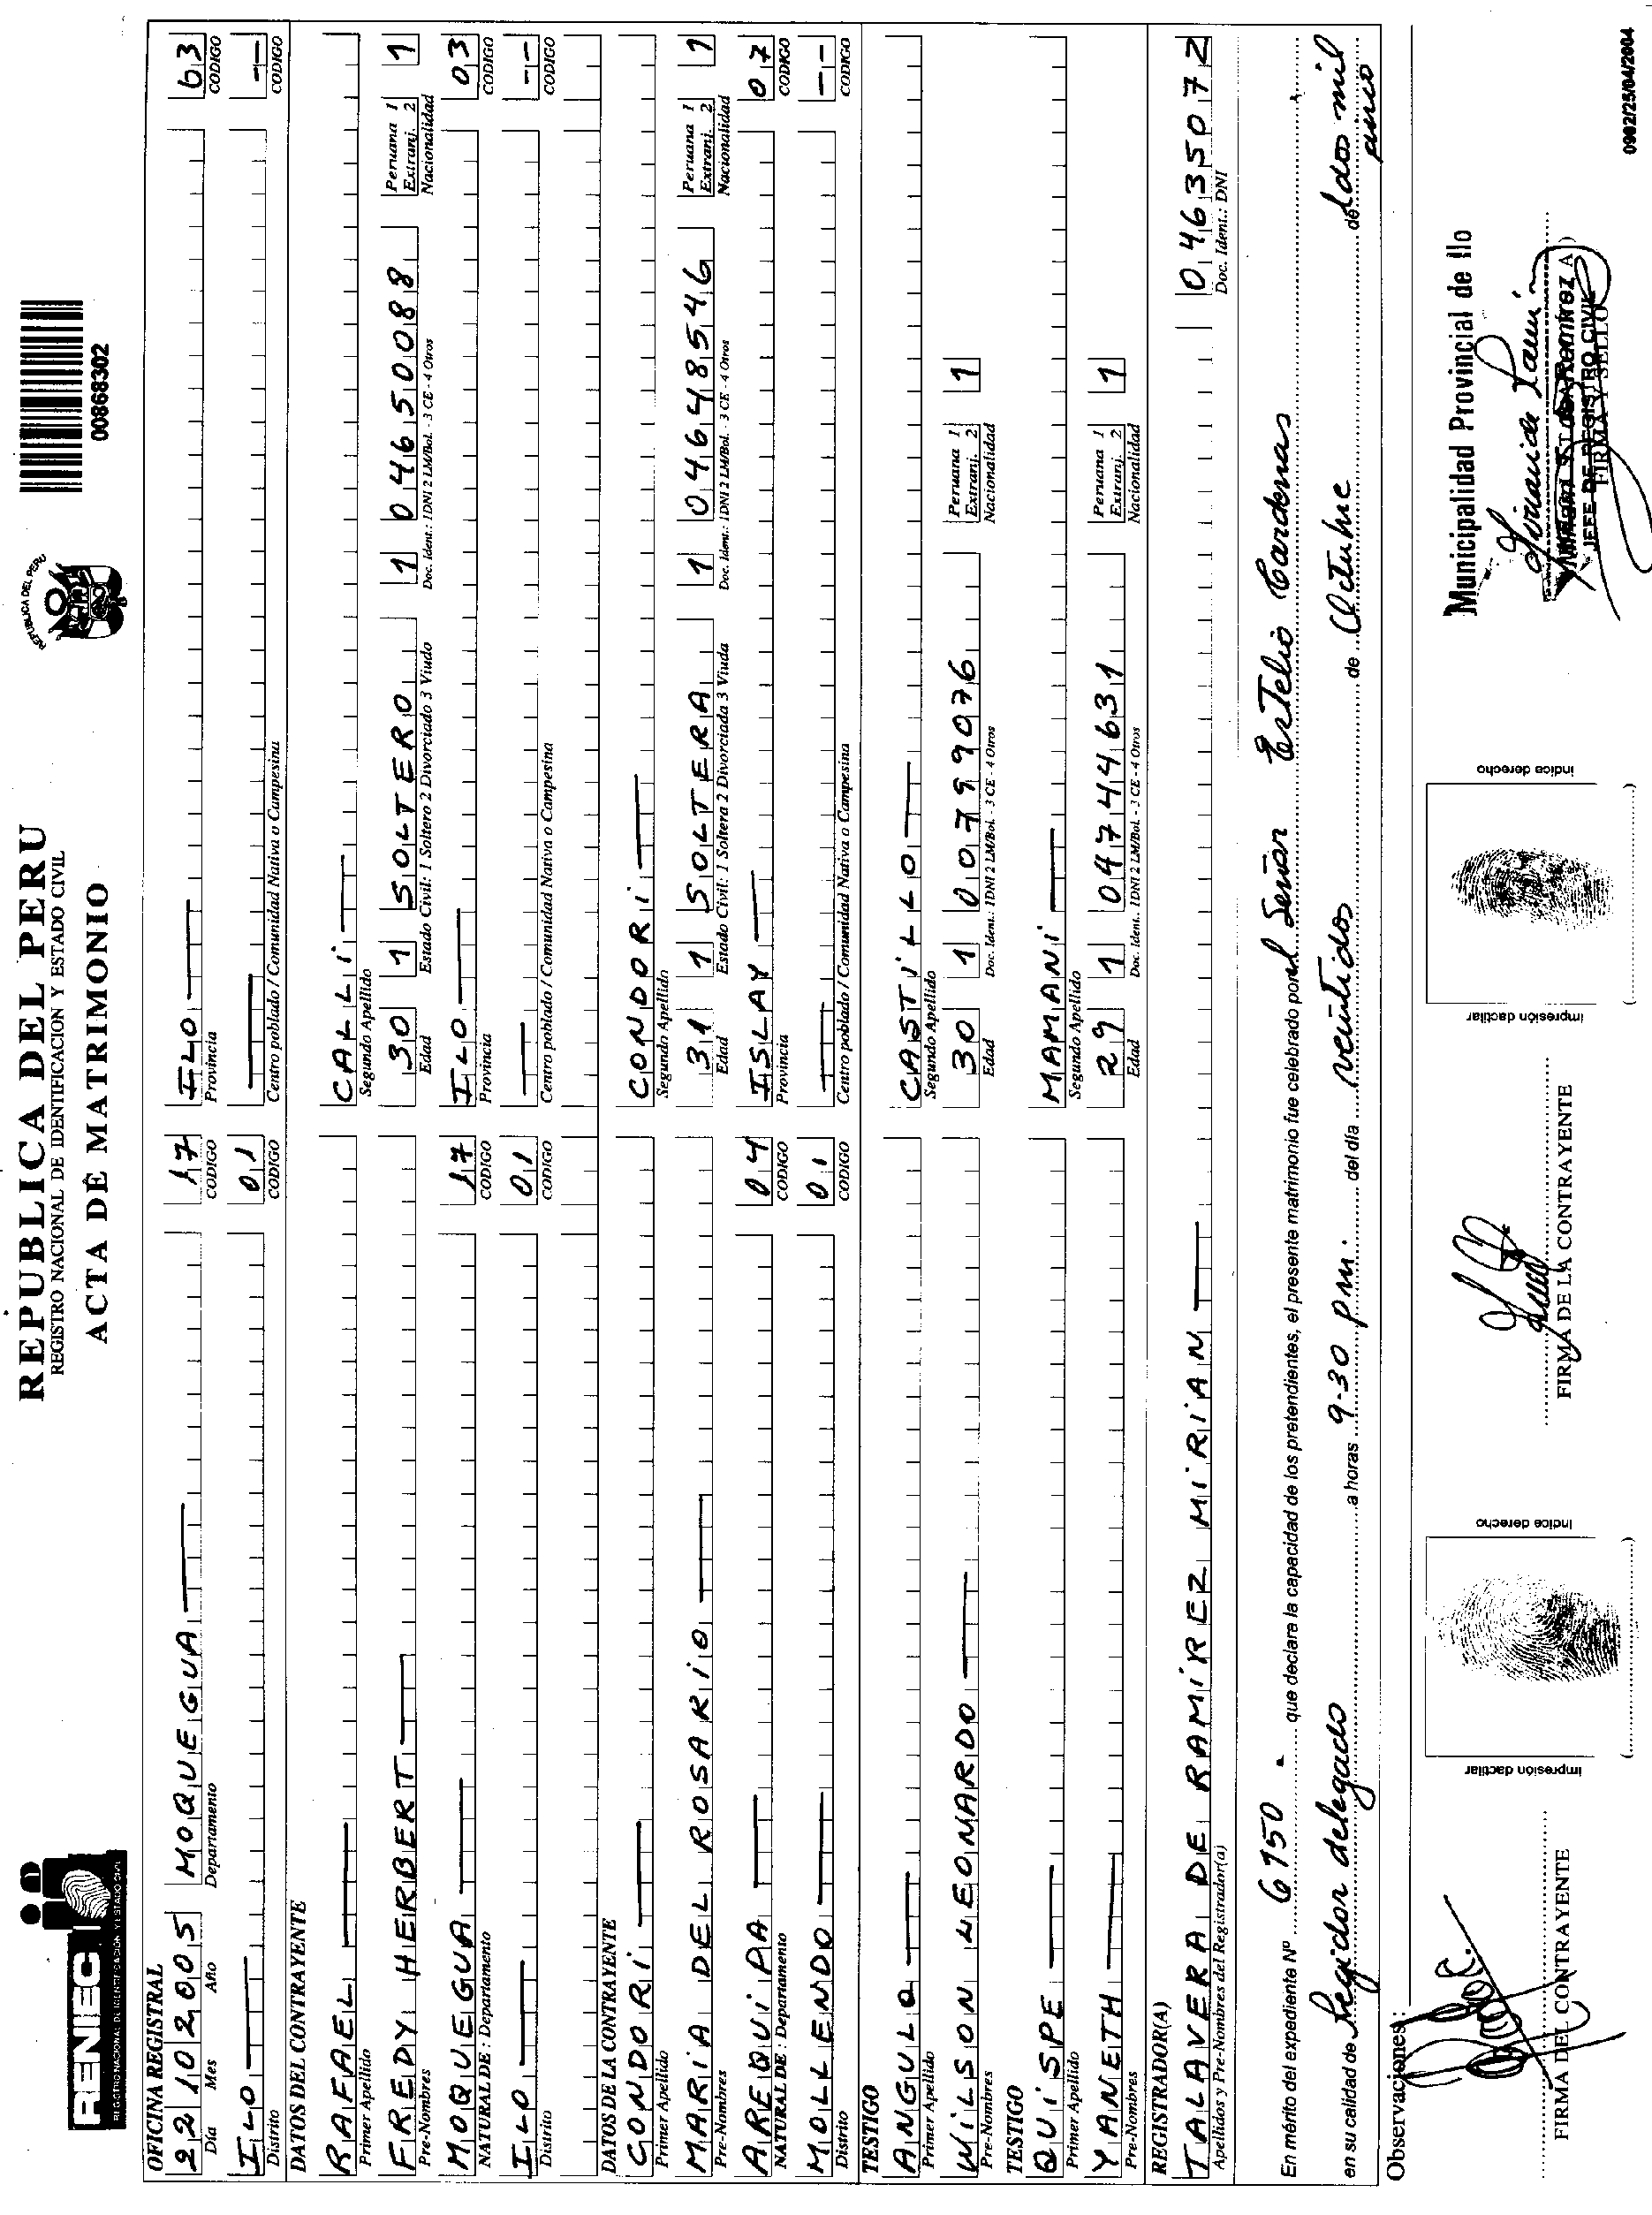 RENIEC
REGISTRO NACIONAL DE IDENTIFICACION Y ESTADO CIVIL
REPUBLICA DEL PERU
REGISTRO NACIONAL DE IDENTIFICACION Y ESTADO CIVIL
ACTA DE MATRIMONIO
REPUBLICA DEL PERU
00868302
OFICINA REGISTRAL
22 10 2005 MOQUEGUA 17 ILO 03
Día Mes Año Departamento CODIGO Provincia CODIGO
ILO 01 --
Distrito CODIGO Centro poblado / Comunidad Nativa o Campesina CODIGO
DATOS DEL CONTRAYENTE
RAFAEL CALLI
Primer Apellido Segundo Apellido
FREDY HERBERT 30 1 SOLTERO 1 04650088 Peruana 1 Extranj. 2 1
Pre-Nombres Edad Estado Civil: 1 Soltero 2 Divorciado 3 Viudo Doc. Ident.: 1DNI 2 LM/Bol. - 3 CE - 4 Otros Nacionalidad
MOQUEGUA 17 ILO 03
NATURAL DE : Departamento CODIGO Provincia CODIGO
ILO 01 --
Distrito CODIGO Centro poblado / Comunidad Nativa o Campesina CODIGO
DATOS DE LA CONTRAYENTE
CONDORI CONDORI
Primer Apellido Segundo Apellido
MARIA DEL ROSARIO 31 1 SOLTERA 1 04648546 Peruana 1 Extranj. 2 1
Pre-Nombres Edad Estado Civil: 1 Soltera 2 Divorciada 3 Viuda Doc. Ident.: 1DNI 2 LM/Bol. - 3 CE - 4 Otros Nacionalidad
AREQUIPA 04 ISLAY 07
NATURAL DE : Departamento CODIGO Provincia CODIGO
MOLLENDO 01 --
Distrito CODIGO Centro poblado / Comunidad Nativa o Campesina CODIGO
TESTIGO
ANGULO CASTILLO
Primer Apellido Segundo Apellido
WILSON LEONARDO 30 1 00799076 Peruana 1 Extranj. 2 1
Pre-Nombres Edad Doc. Ident.: 1DNI 2 LM/Bol. - 3 CE - 4 Otros Nacionalidad
TESTIGO
QUISPE MAMANI
Primer Apellido Segundo Apellido
YANETH 29 1 04744631 Peruana 1 Extranj. 2 1
Pre-Nombres Edad Doc. Ident.: 1DNI 2 LM/Bol. - 3 CE - 4 Otros Nacionalidad
REGISTRADOR(A)
TALAVERA DE RAMIREZ MIRIAN 04635072
Apellidos y Pre-Nombres del Registrador(a) Doc. Ident.: DNI
En mérito del expediente Nº 6750 - que declara la capacidad de los pretendientes, el presente matrimonio fue celebrado por el Señor Estelio Cardenas
en su calidad de Regidor delegado a horas 9-30 pm. del día veintidos de Octubre de dos mil cinco
Observaciones:
FIRMA DEL CONTRAYENTE
impresión dactilar
indice derecho
FIRMA DE LA CONTRAYENTE
impresión dactilar
indice derecho
Municipalidad Provincial de Ilo
JEFE DE REGISTRO CIVIL
FIRMA Y SELLO
0902/25/04/2004